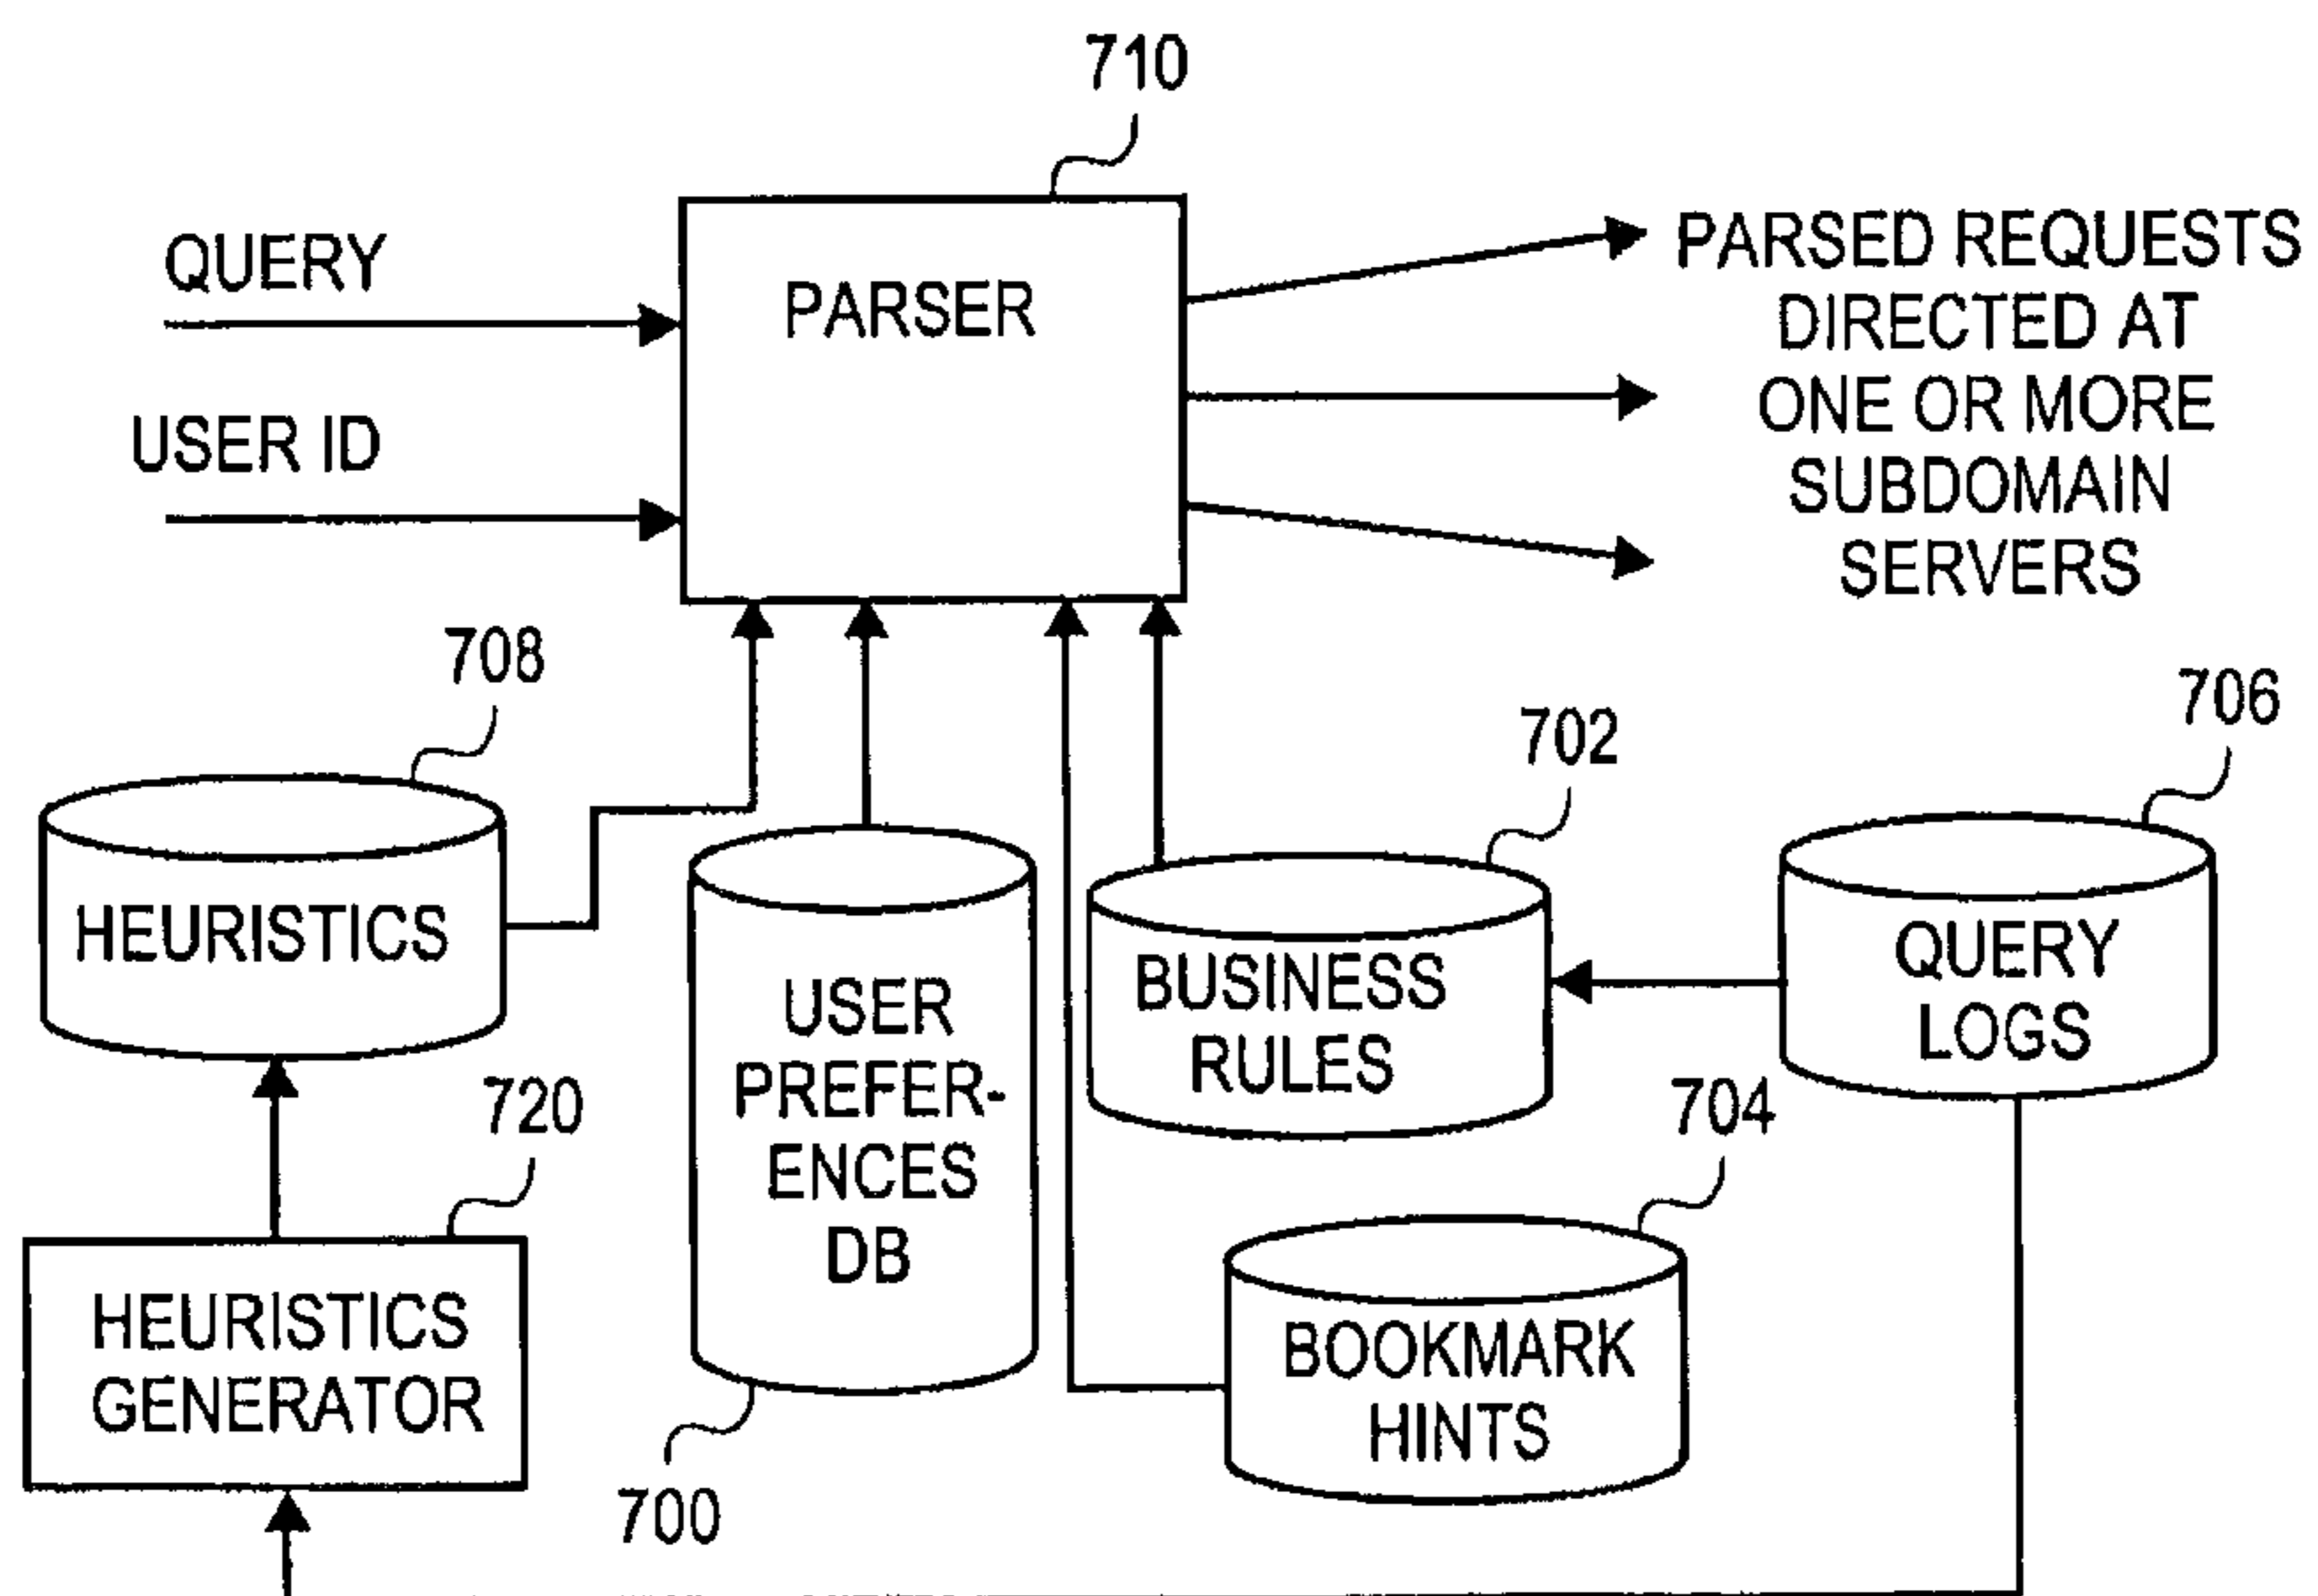 710
QUERY
PARSER
PARSED REQUESTS
DIRECTED AT
ONE OR MORE
SUBDOMAIN
SERVERS
USER ID
708
706
702
HEURISTICS
USER
PREFER-
ENCES
DB
BUSINESS
RULES
QUERY
LOGS
720
704
HEURISTICS
GENERATOR
BOOKMARK
HINTS
700